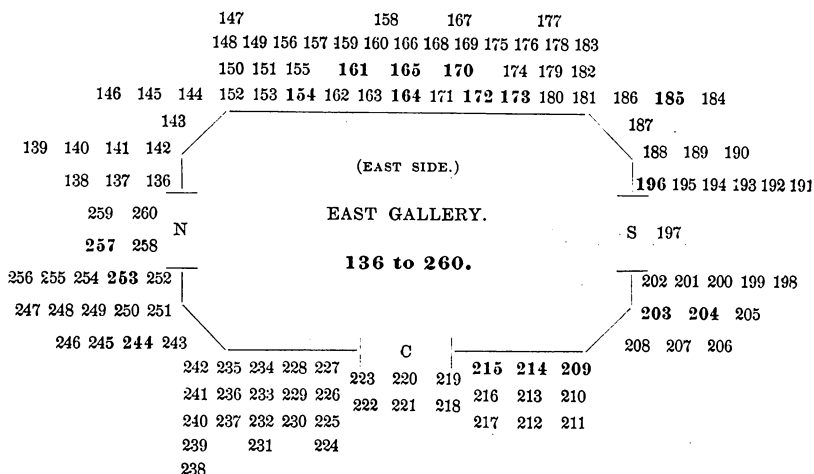 147 158 167 177
148 149 156 157 159 160 166 168 169 175 176 178 183
150 151 155 161 165 170 174 179 182
146 145 144 152 153 154 162 163 164 171 172 173 180 181 186 185 184
143 187
139 140 141 142 (EAST SIDE.) 188 189 190
138 137 136 196 195 194 193 192 191
259 260 EAST GALLERY.
N S 197
257 258
136 to 260.
256 255 254 253 252 202 201 200 199 198
247 248 249 250 251 203 204 205
246 245 244 243 208 207 206
C
242 235 234 228 227 223 220 219 215 214 209
241 236 233 229 226 216 213 210
222 221 218
240 237 232 230 225 217 212 211
239 231 224
238